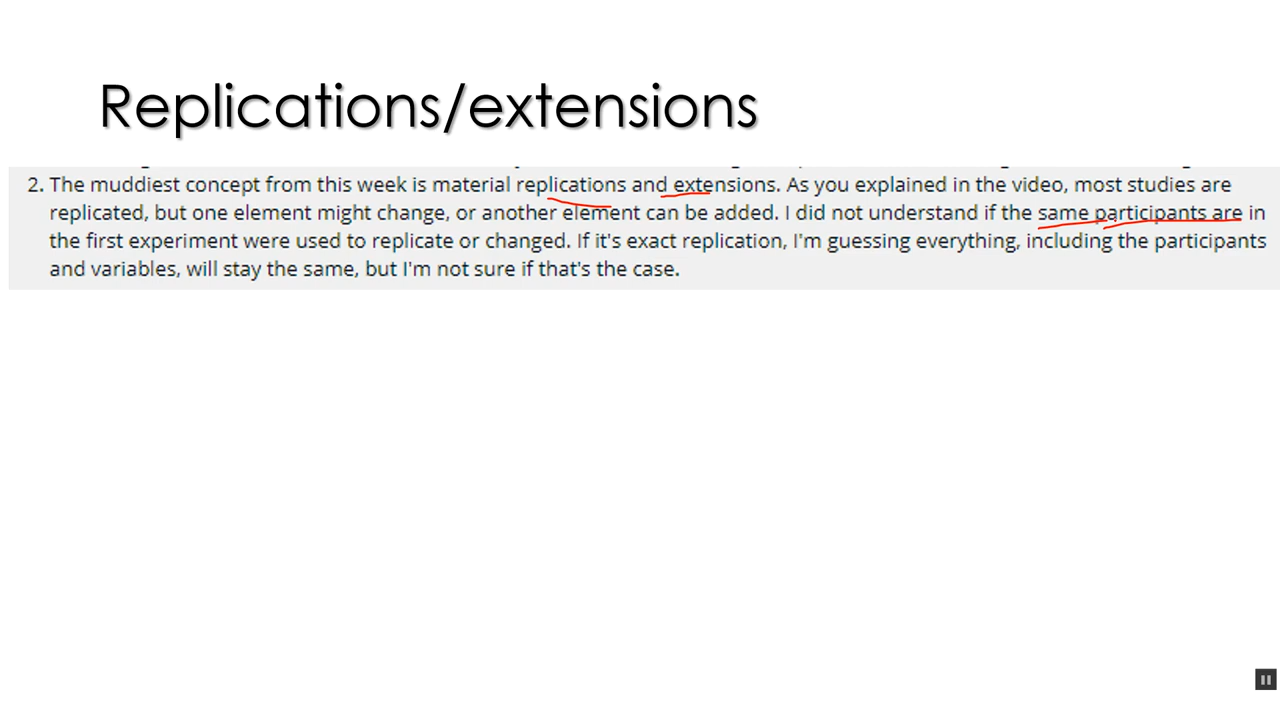 Replications/extensions
2. The muddiest concept from this week is material replications and extensions. As you explained in the video, most studies are
replicated, but one element might change, or another element can be added. I did not understand if the same participants are in
the first experiment were used to replicate or changed. If it's exact replication, I'm guessing everything, including the participants
and variables, will stay the same, but I'm not sure if that's the case.